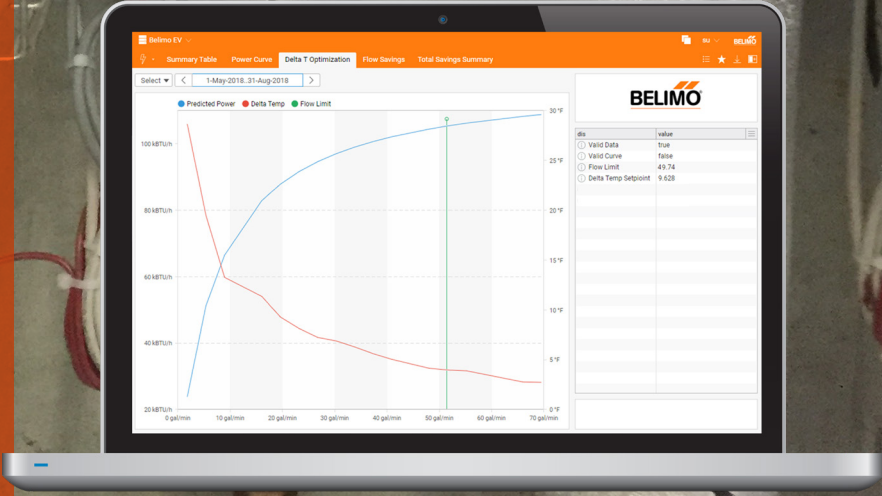 Belimo EV
SU
BELIMO
Summary Table Power Curve Delta T Optimization Flow Savings Total Savings Summary
Select 1-May-2018..31-Aug-2018
Predicted Power Delta Temp Flow Limit
30 °F
100 kBTU/h
25 °F
80 kBTU/h
20 °F
15 °F
60 kBTU/h
10 °F
40 kBTU/h
5 °F
20 kBTU/h
0 °F
0 gal/min 10 gal/min 20 gal/min 30 gal/min 40 gal/min 50 gal/min 60 gal/min 70 gal/min
BELIMO
dis value
Valid Data true
Valid Curve false
Flow Limit 49.74
Delta Temp Setpioint 9.628